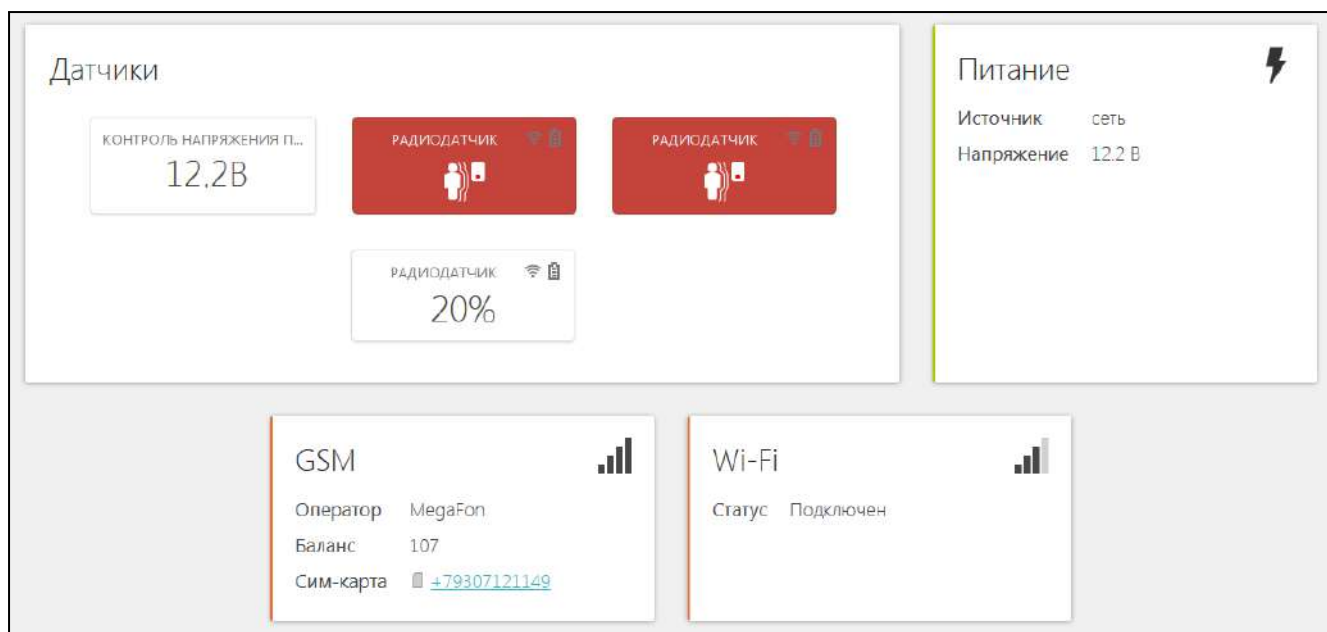 Датчики
КОНТРОЛЬ НАПРЯЖЕНИЯ П...
12,2В
РАДИОДАТЧИК
РАДИОДАТЧИК
РАДИОДАТЧИК
20%
Питание
Источник сеть
Напряжение 12.2 В
GSM
Оператор MegaFon
Баланс 107
Сим-карта +79307121149
Wi-Fi
Статус Подключен